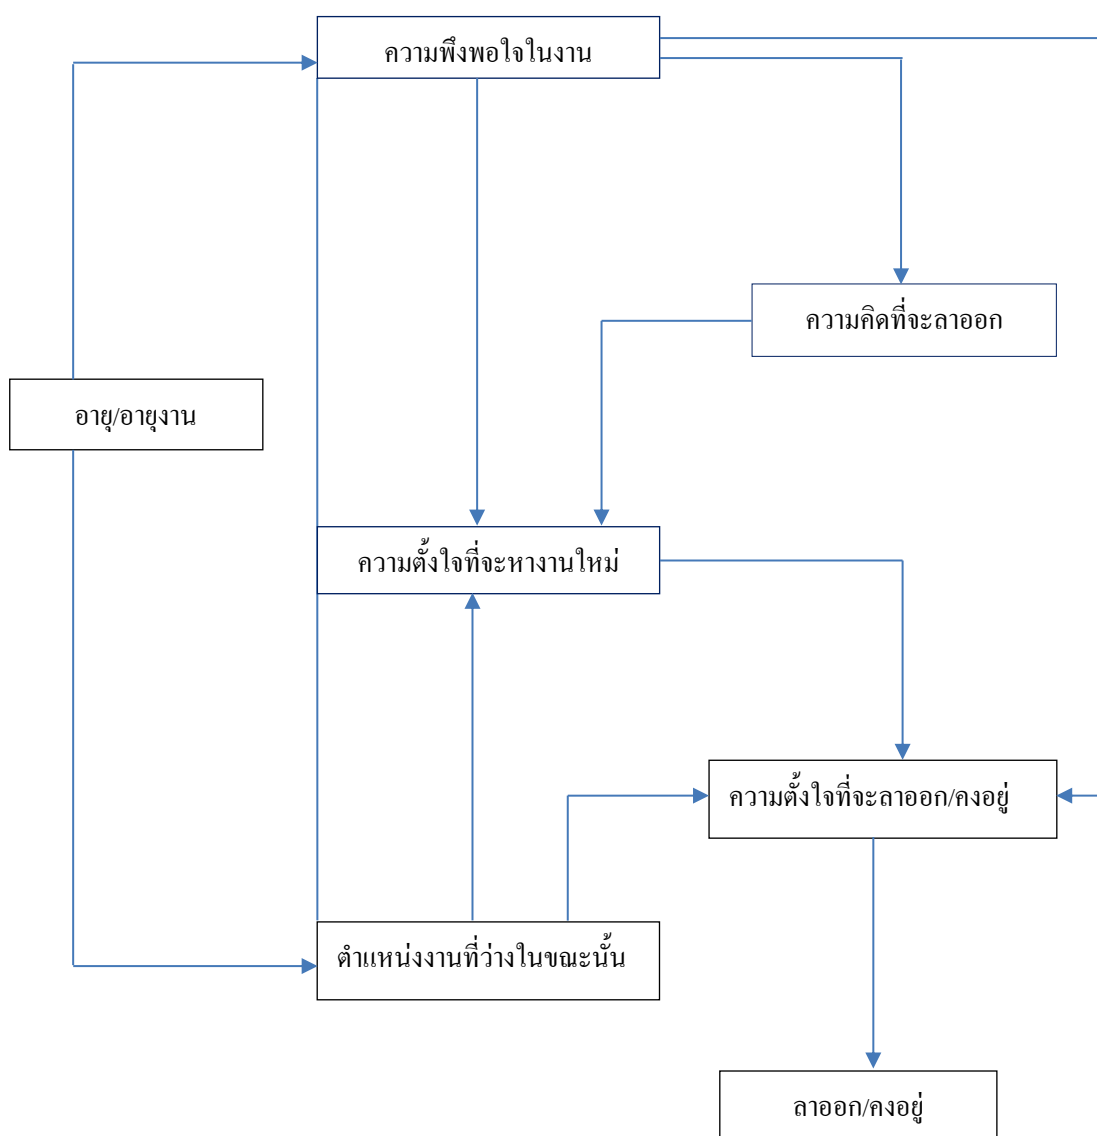 ความพึงพอใจในงาน
ความคิดที่จะลาออก
อายุ/อายุงาน
ความตั้งใจที่จะหางานใหม่
ความตั้งใจที่จะลาออก/คงอยู่
ตำแหน่งงานที่ว่างในขณะนั้น
ลาออก/คงอยู่